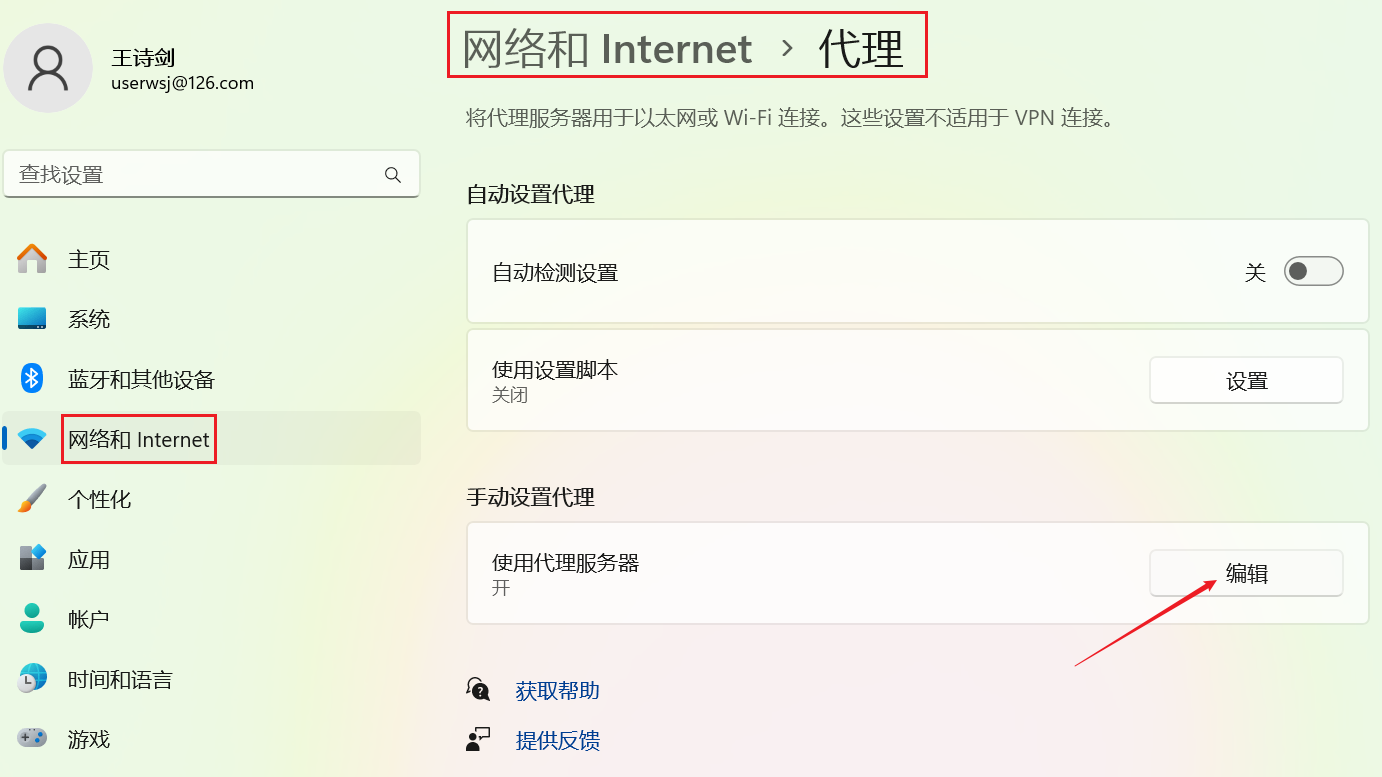 王诗剑
userwsj@126.com
查找设置
主页
系统
蓝牙和其他设备
网络和 Internet
个性化
应用
帐户
时间和语言
游戏
网络和 Internet › 代理
将代理服务器用于以太网或 Wi-Fi 连接。这些设置不适用于 VPN 连接。
自动设置代理
自动检测设置
关
使用设置脚本
关闭
设置
手动设置代理
使用代理服务器
开
编辑
获取帮助
提供反馈